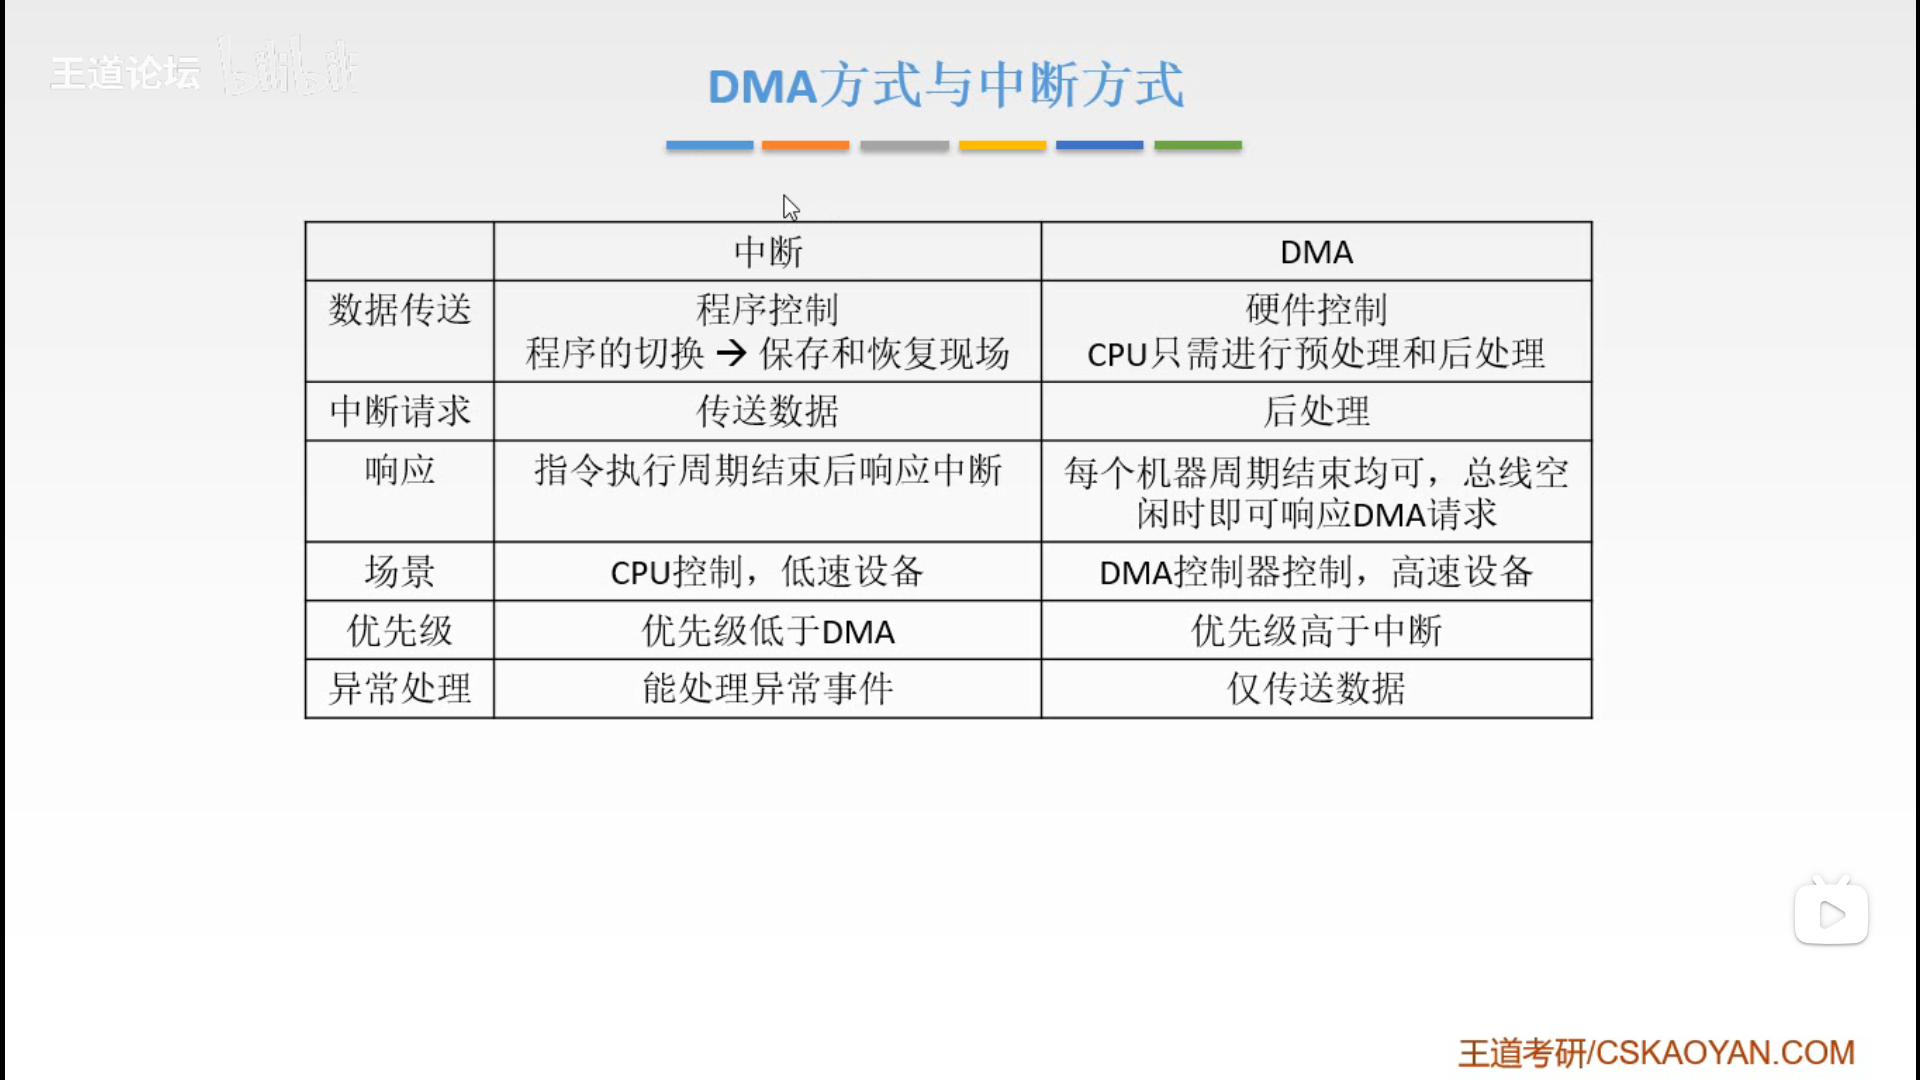 王道论坛 bilibili
DMA方式与中断方式
中断
DMA
数据传送
程序控制
程序的切换 → 保存和恢复现场
硬件控制
CPU只需进行预处理和后处理
中断请求
传送数据
后处理
响应
指令执行周期结束后响应中断
每个机器周期结束均可，总线空
闲时即可响应DMA请求
场景
CPU控制，低速设备
DMA控制器控制，高速设备
优先级
优先级低于DMA
优先级高于中断
异常处理
能处理异常事件
仅传送数据
王道考研/CSKAOYAN.COM